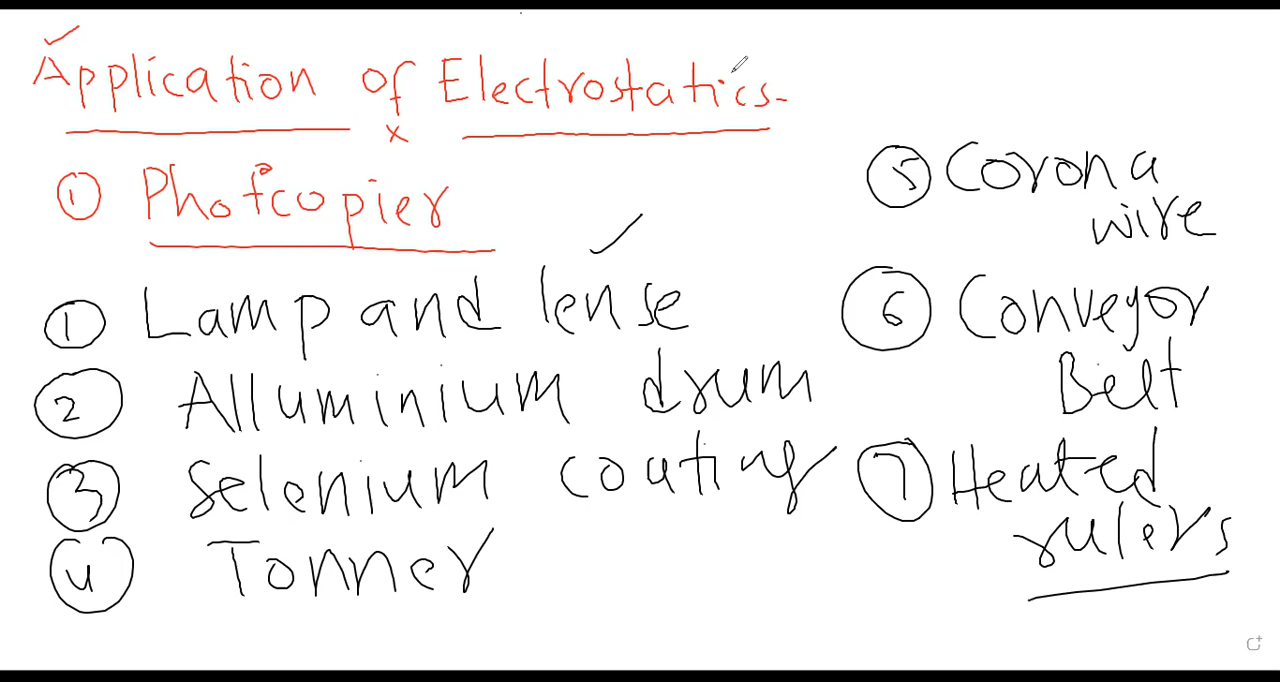 Application of Electrostatics-
① Photocopier
① Lamp and lense
② Alluminium drum
③ Selenium coating
④ Tonner
⑤ Corona
wire
⑥ Conveyor
Belt
⑦ Heated
rulers